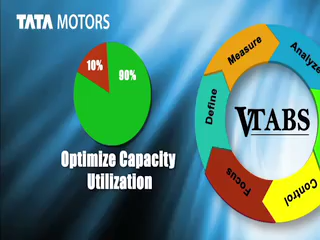 TATA MOTORS
10%
90%
Optimize Capacity
Utilization
Measure
Analyze
Define
VTABS
Focus
Control